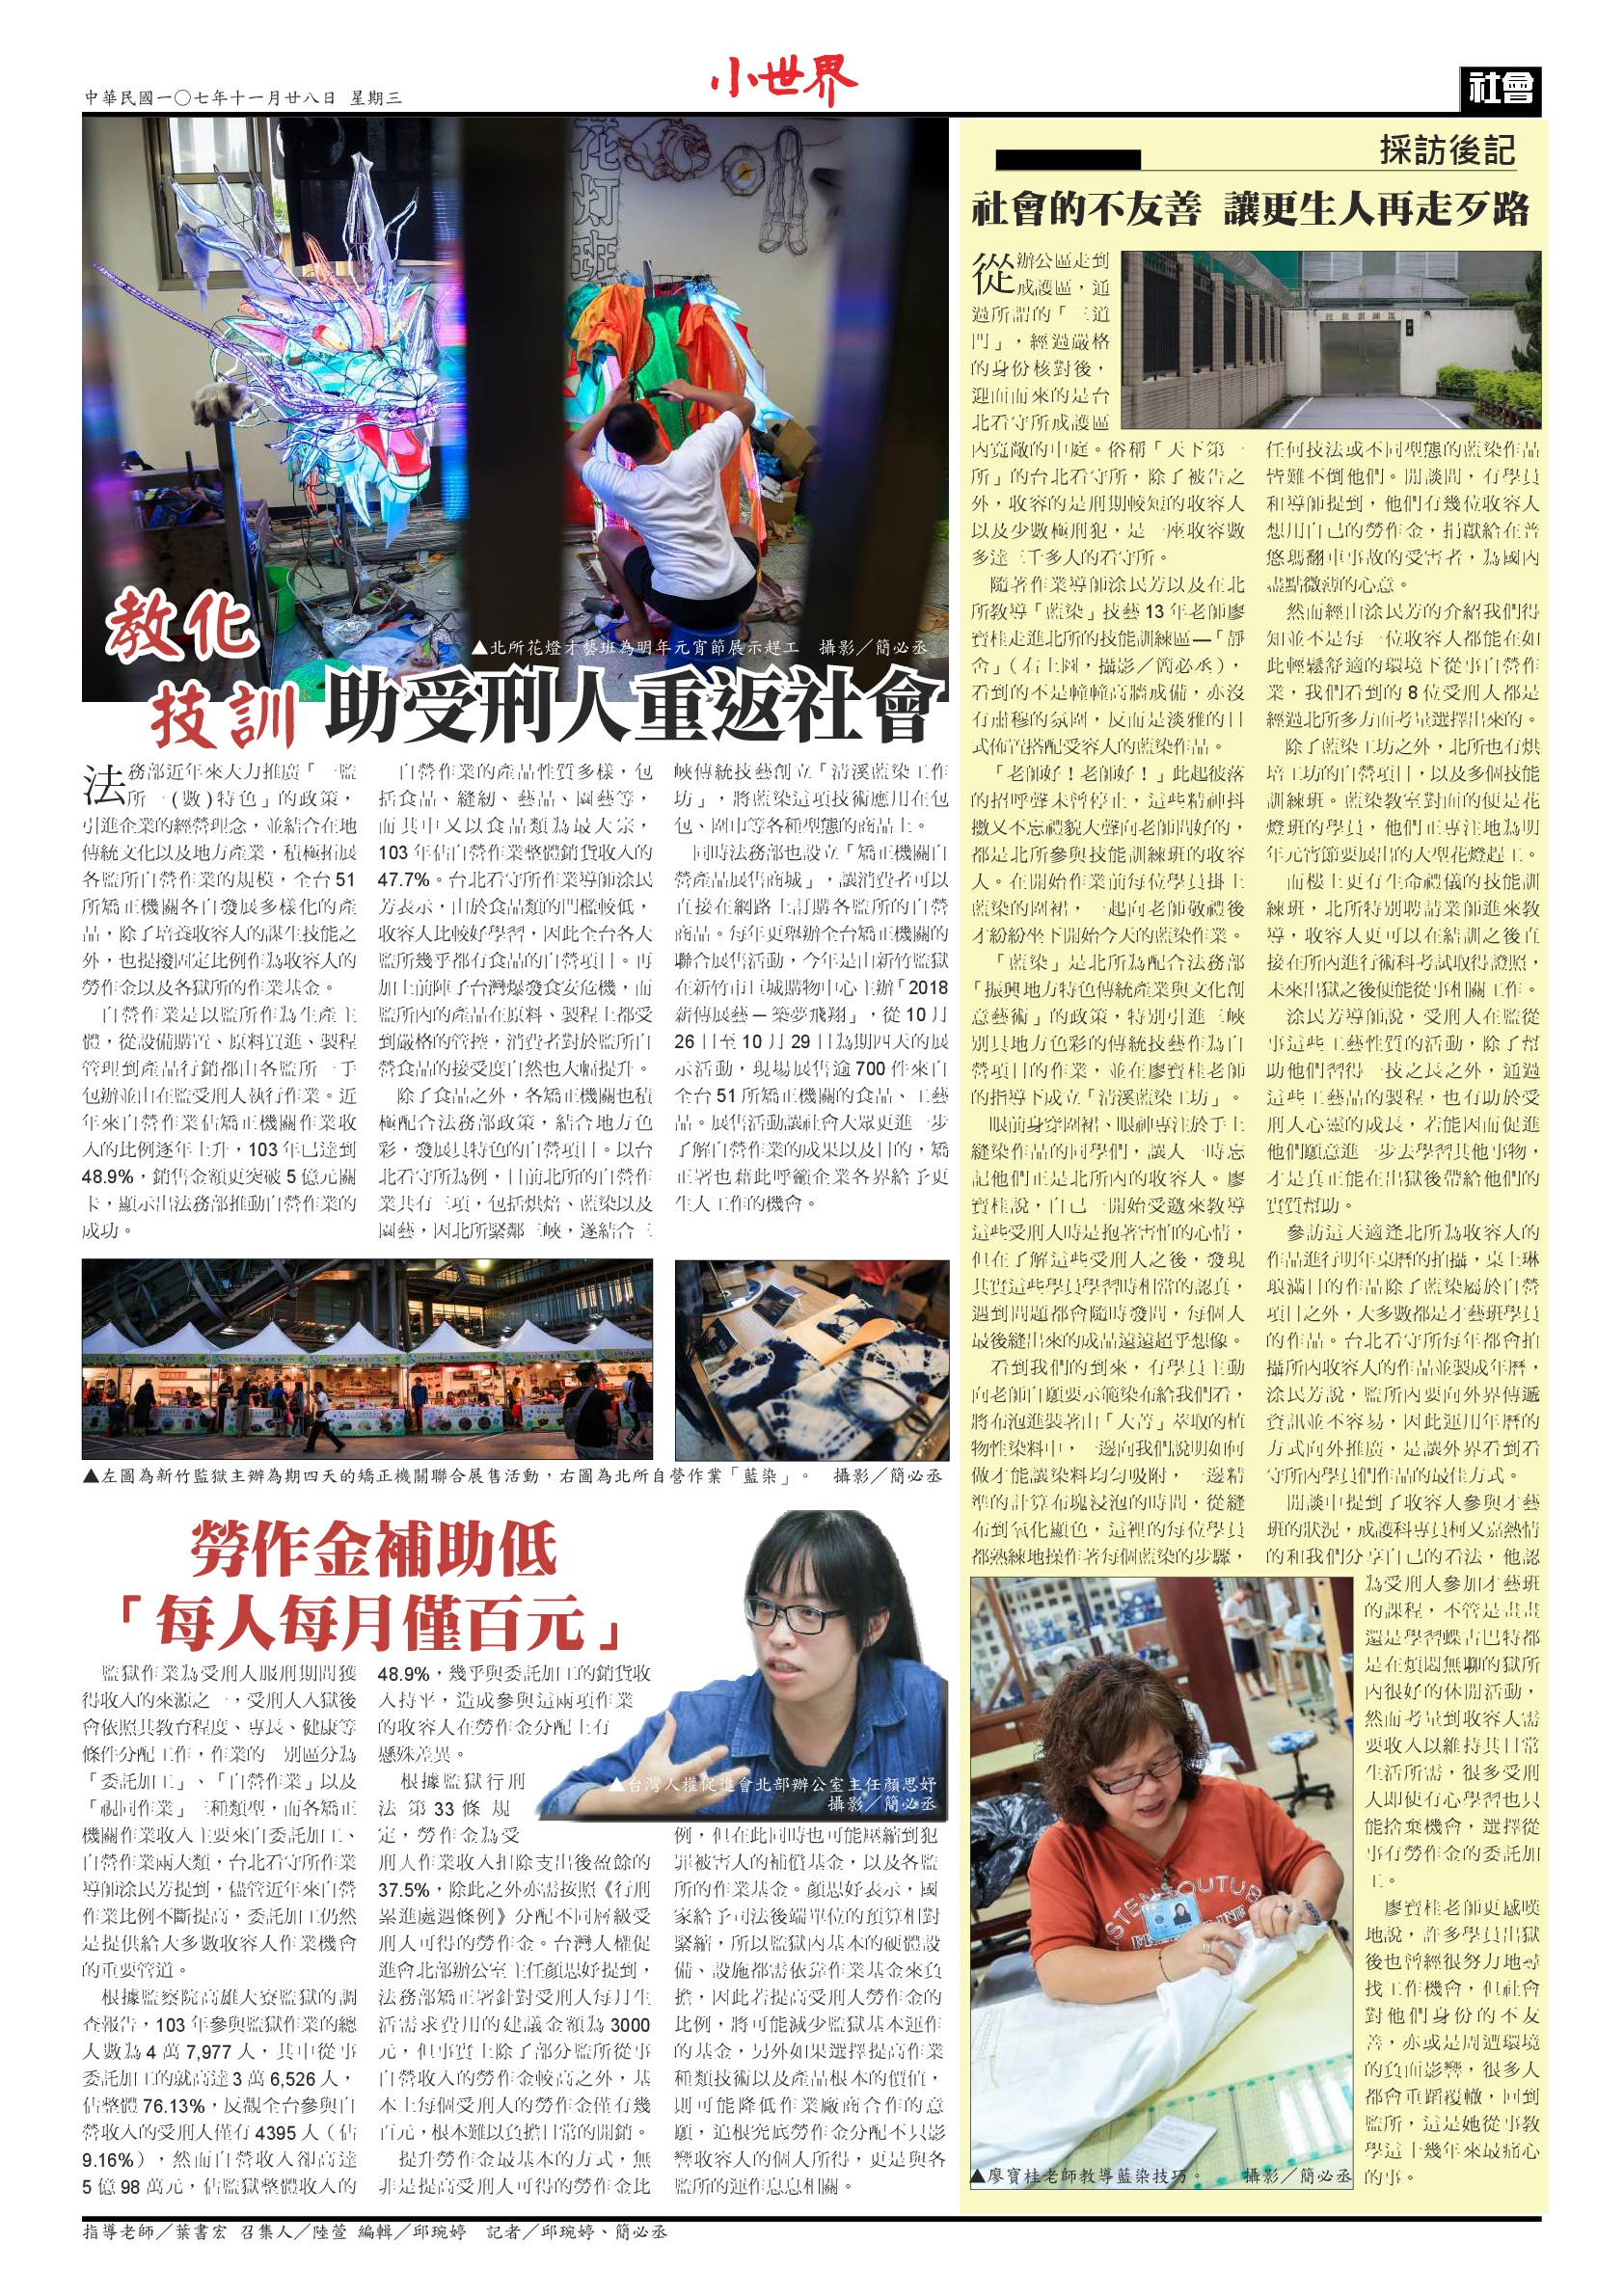 中華民國一〇七年十一月廿八日 星期三
小世界
社會
花灯班
▲北所花燈才藝班為明年元宵節展示趕工 攝影／簡必丞
教化
技訓 助受刑人重返社會
法務部近年來大力推廣「一監
所一(數)特色」的政策，
引進企業的經營理念，並結合在地
傳統文化以及地方產業，積極拓展
各監所自營作業的規模，全台 51
所矯正機關各自發展多樣化的產
品，除了培養收容人的謀生技能之
外，也提撥固定比例作為收容人的
勞作金以及各獄所的作業基金。
自營作業是以監所作為生產主
體，從設備購置、原料買進、製程
管理到產品行銷都由各監所一手
包辦並由在監受刑人執行作業。近
年來自營作業佔矯正機關作業收
入的比例逐年上升，103 年已達到
48.9%，銷售金額更突破 5 億元關
卡，顯示出法務部推動自營作業的
成功。
自營作業的產品性質多樣，包
括食品、縫紉、藝品、園藝等，
而其中又以食品類為最大宗，
103 年佔自營作業整體銷貨收入的
47.7%。台北看守所作業導師涂民
芳表示，由於食品類的門檻較低，
收容人比較好學習，因此全台各大
監所幾乎都有食品的自營項目。再
加上前陣子台灣爆發食安危機，而
監所內的產品在原料、製程上都受
到嚴格的管控，消費者對於監所自
營食品的接受度自然也大幅提升。
除了食品之外，各矯正機關也積
極配合法務部政策，結合地方色
彩，發展具特色的自營項目。以台
北看守所為例，目前北所的自營作
業共有三項，包括烘焙、藍染以及
園藝，因北所緊鄰三峽，遂結合三
峽傳統技藝創立「清溪藍染工作
坊」，將藍染這項技術應用在包
包、圍巾等各種型態的商品上。
同時法務部也設立「矯正機關自
營產品展售商城」，讓消費者可以
直接在網路上訂購各監所的自營
商品。每年更舉辦全台矯正機關的
聯合展售活動，今年是由新竹監獄
在新竹市巨城購物中心主辦「2018
薪傳展藝 — 築夢飛翔」，從 10 月
26 日至 10 月 29 日為期四天的展
示活動，現場展售逾 700 件來自
全台 51 所矯正機關的食品、工藝
品。展售活動讓社會大眾更進一步
了解自營作業的成果以及目的，矯
正署也藉此呼籲企業各界給予更
生人工作的機會。
▲左圖為新竹監獄主辦為期四天的矯正機關聯合展售活動，右圖為北所自營作業「藍染」。 攝影／簡必丞
勞作金補助低
「每人每月僅百元」
監獄作業為受刑人服刑期間獲
得收入的來源之一，受刑人入獄後
會依照其教育程度、專長、健康等
條件分配工作，作業的 別區分為
「委託加工」、「自營作業」以及
「視同作業」三種類型，而各矯正
機關作業收入主要來自委託加工、
自營作業兩大類，台北看守所作業
導師涂民芳提到，儘管近年來自營
作業比例不斷提高，委託加工仍然
是提供給大多數收容人作業機會
的重要管道。
根據監察院高雄大寮監獄的調
查報告，103 年參與監獄作業的總
人數為 4 萬 7,977 人，其中從事
委託加工的就高達 3 萬 6,526 人，
佔整體 76.13%，反觀全台參與自
營收入的受刑人僅有 4395 人（佔
9.16%），然而自營收入卻高達
5 億 98 萬元，佔監獄整體收入的
48.9%，幾乎與委託加工的銷貨收
入持平，造成參與這兩項作業
的收容人在勞作金分配上有
懸殊差異。
根據監獄行刑
法第 33 條規
定，勞作金為受
刑人作業收入扣除支出後盈餘的
37.5%，除此之外亦需按照《行刑
累進處遇條例》分配不同層級受
刑人可得的勞作金。台灣人權促
進會北部辦公室主任顏思妤提到，
法務部矯正署針對受刑人每月生
活需求費用的建議金額為 3000
元，但事實上除了部分監所從事
自營收入的勞作金較高之外，基
本上每個受刑人的勞作金僅有幾
百元，根本難以負擔日常的開銷。
提升勞作金最基本的方式，無
非是提高受刑人可得的勞作金比
▲台灣人權促進會北部辦公室主任顏思妤
攝影／簡必丞
例，但在此同時也可能壓縮到犯
罪被害人的補償基金，以及各監
所的作業基金。顏思妤表示，國
家給予司法後端單位的預算相對
緊縮，所以監獄內基本的硬體設
備、設施都需依靠作業基金來負
擔，因此若提高受刑人勞作金的
比例，將可能減少監獄基本運作
的基金，另外如果選擇提高作業
種類技術以及產品根本的價值，
則可能降低作業廠商合作的意
願，追根究底勞作金分配不只影
響收容人的個人所得，更是與各
監所的運作息息相關。
採訪後記
社會的不友善 讓更生人再走歹路
從辦公區走到
戒護區，通
過所謂的「三道
門」，經過嚴格
的身份核對後，
迎面而來的是台
北看守所戒護區
內寬敞的中庭。俗稱「天下第一
所」的台北看守所，除了被告之
外，收容的是刑期較短的收容人
以及少數極刑犯，是一座收容數
多達三千多人的看守所。
隨著作業導師涂民芳以及在北
所教導「藍染」技藝 13 年老師廖
寶桂走進北所的技能訓練區—「靜
舍」（右上圖，攝影／簡必丞），
看到的不是幢幢高牆戒備，亦沒
有肅穆的氛圍，反而是淡雅的日
式佈置搭配受容人的藍染作品。
「老師好！老師好！」此起彼落
的招呼聲未曾停止，這些精神抖
擻又不忘禮貌大聲向老師問好的，
都是北所參與技能訓練班的收容
人。在開始作業前每位學員掛上
藍染的圍裙，一起向老師敬禮後
才紛紛坐下開始今天的藍染作業。
「藍染」是北所為配合法務部
「振興地方特色傳統產業與文化創
意藝術」的政策，特別引進三峽
別具地方色彩的傳統技藝作為自
營項目的作業，並在廖寶桂老師
的指導下成立「清溪藍染工坊」。
眼前身穿圍裙、眼神專注於手上
縫染作品的同學們，讓人一時忘
記他們正是北所內的收容人。廖
寶桂說，自己一開始受邀來教導
這些受刑人時是抱著害怕的心情，
但在了解這些受刑人之後，發現
其實這些學員學習時相當的認真，
遇到問題都會隨時發問，每個人
最後縫出來的成品遠遠超乎想像。
看到我們的到來，有學員主動
向老師自願要示範染布給我們看，
將布泡進裝著由「大菁」萃取的植
物性染料中，一邊向我們說明如何
做才能讓染料均勻吸附，一邊精
準的計算布塊浸泡的時間，從縫
布到氧化顯色，這裡的每位學員
都熟練地操作著每個藍染的步驟，
技能訓練區
任何技法或不同型態的藍染作品
皆難不倒他們。閒談間，有學員
和導師提到，他們有幾位收容人
想用自己的勞作金，捐獻給在普
悠瑪翻車事故的受害者，為國內
盡點微薄的心意。
然而經由涂民芳的介紹我們得
知並不是每一位收容人都能在如
此輕鬆舒適的環境下從事自營作
業，我們看到的 8 位受刑人都是
經過北所多方面考量選擇出來的。
除了藍染工坊之外，北所也有烘
培工坊的自營項目，以及多個技能
訓練班。藍染教室對面的便是花
燈班的學員，他們正專注地為明
年元宵節要展出的大型花燈趕工。
而樓上更有生命禮儀的技能訓
練班，北所特別聘請業師進來教
導，收容人更可以在結訓之後直
接在所內進行術科考試取得證照，
未來出獄之後便能從事相關工作。
涂民芳導師說，受刑人在監從
事這些工藝性質的活動，除了幫
助他們習得一技之長之外，通過
這些工藝品的製程，也有助於受
刑人心靈的成長，若能因而促進
他們願意進一步去學習其他事物，
才是真正能在出獄後帶給他們的
實質幫助。
參訪這天適逢北所為收容人的
作品進行明年桌曆的拍攝，桌上琳
瑯滿目的作品除了藍染屬於自營
項目之外，大多數都是才藝班學員
的作品。台北看守所每年都會拍
攝所內收容人的作品並製成年曆，
涂民芳說，監所內要向外界傳遞
資訊並不容易，因此運用年曆的
方式向外推廣，是讓外界看到看
守所內學員們作品的最佳方式。
閒談中提到了收容人參與才藝
班的狀況，戒護科專員柯又嘉熱情
的和我們分享自己的看法，他認
為受刑人參加才藝班
的課程，不管是畫畫
還是學習蝶古巴特都
是在煩悶無聊的獄所
內很好的休閒活動，
然而考量到收容人需
要收入以維持其日常
生活所需，很多受刑
人即使有心學習也只
能捨棄機會，選擇從
事有勞作金的委託加
工。
廖寶桂老師更感嘆
地說，許多學員出獄
後也曾經很努力地尋
找工作機會，但社會
對他們身份的不友
善，亦或是周遭環境
的負面影響，很多人
都會重蹈覆轍，回到
監所，這是她從事教
學這十幾年來最痛心
的事。
▲廖寶桂老師教導藍染技巧。 攝影／簡必丞
指導老師／葉書宏 召集人／陸萱 編輯／邱琬婷 記者／邱琬婷、簡必丞